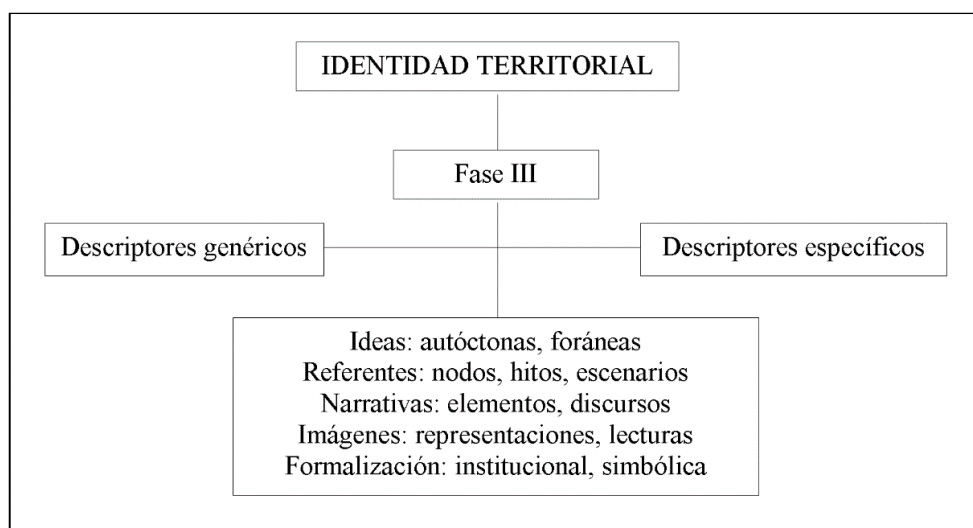 IDENTIDAD TERRITORIAL
Fase III
Descriptores genéricos
Descriptores específicos
Ideas: autóctonas, foráneas
Referentes: nodos, hitos, escenarios
Narrativas: elementos, discursos
Imágenes: representaciones, lecturas
Formalización: institucional, simbólica